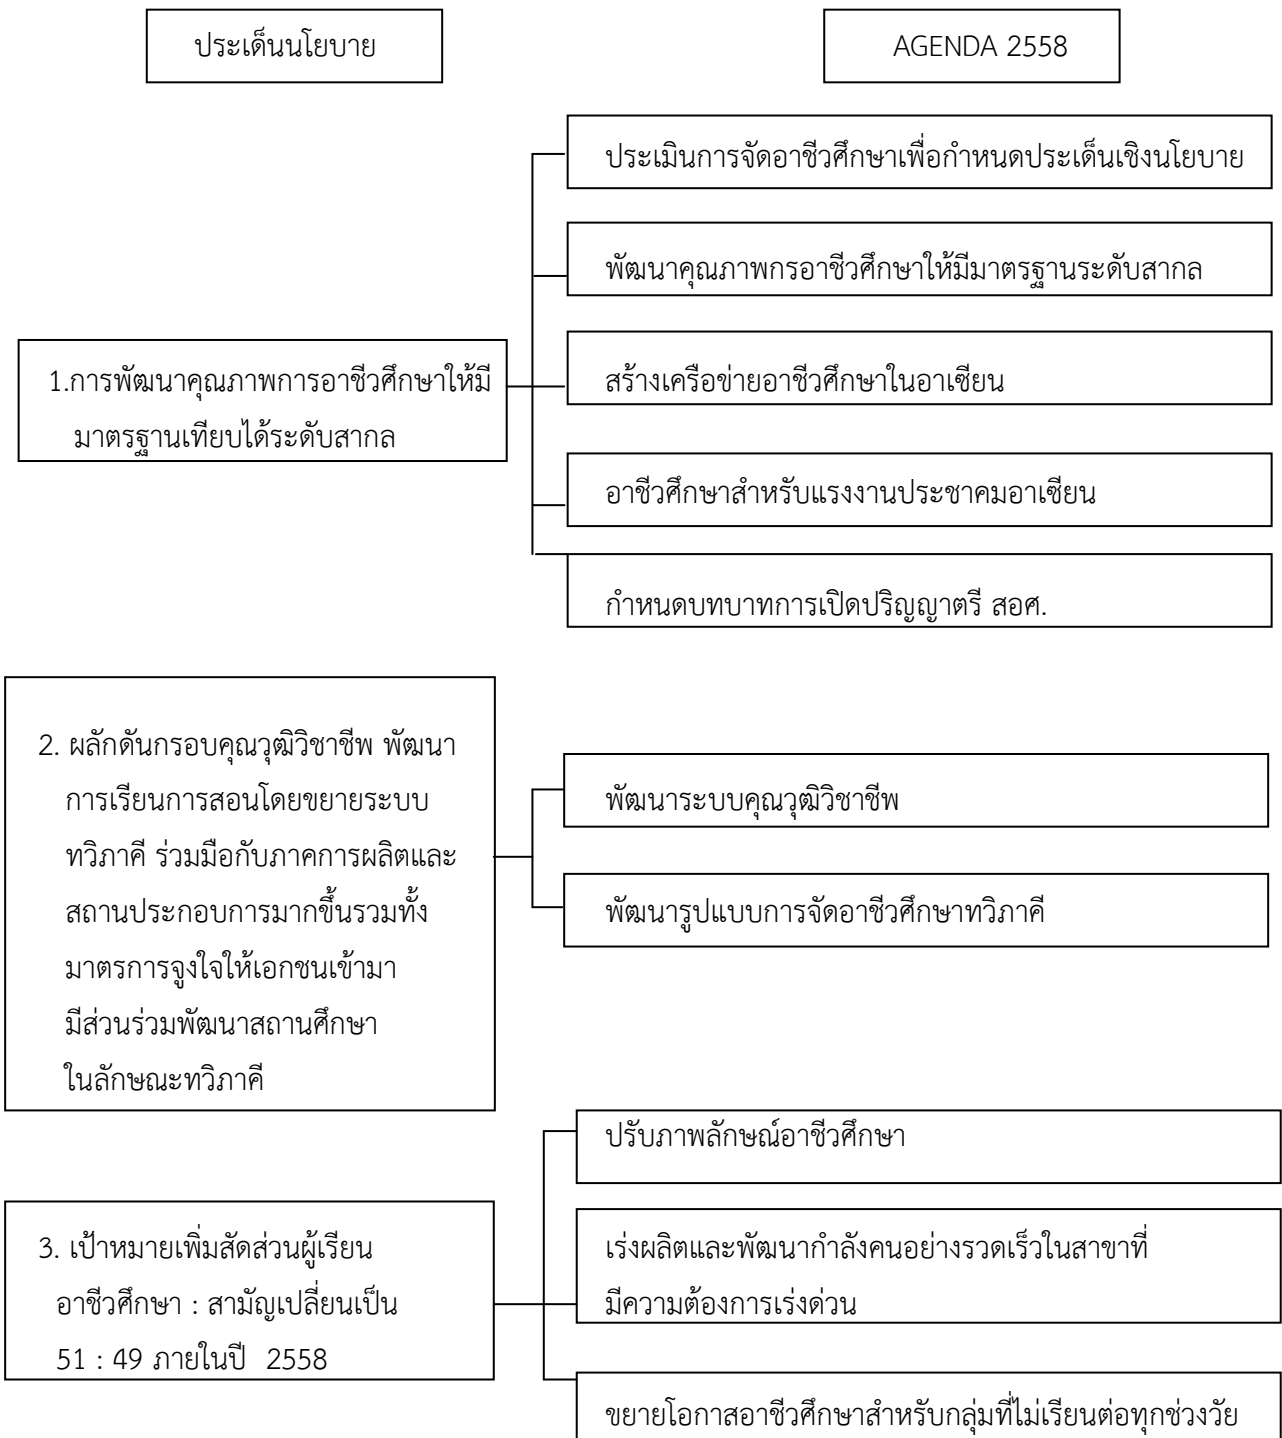 ประเด็นนโยบาย
AGENDA 2558
1.การพัฒนาคุณภาพการอาชีวศึกษาให้มี
มาตรฐานเทียบได้ระดับสากล
ประเมินการจัดอาชีวศึกษาเพื่อกำหนดประเด็นเชิงนโยบาย
พัฒนาคุณภาพกรอาชีวศึกษาให้มีมาตรฐานระดับสากล
สร้างเครือข่ายอาชีวศึกษาในอาเซียน
อาชีวศึกษาสำหรับแรงงานประชาคมอาเซียน
กำหนดบทบาทการเปิดปริญญาตรี สอศ.
2. ผลักดันกรอบคุณวุฒิวิชาชีพ พัฒนา
การเรียนการสอนโดยขยายระบบ
ทวิภาคี ร่วมมือกับภาคการผลิตและ
สถานประกอบการมากขึ้นรวมทั้ง
มาตรการจูงใจให้เอกชนเข้ามา
มีส่วนร่วมพัฒนาสถานศึกษา
ในลักษณะทวิภาคี
พัฒนาระบบคุณวุฒิวิชาชีพ
พัฒนารูปแบบการจัดอาชีวศึกษาทวิภาคี
3. เป้าหมายเพิ่มสัดส่วนผู้เรียน
อาชีวศึกษา : สามัญเปลี่ยนเป็น
51 : 49 ภายในปี 2558
ปรับภาพลักษณ์อาชีวศึกษา
เร่งผลิตและพัฒนากำลังคนอย่างรวดเร็วในสาขาที่
มีความต้องการเร่งด่วน
ขยายโอกาสอาชีวศึกษาสำหรับกลุ่มที่ไม่เรียนต่อทุกช่วงวัย